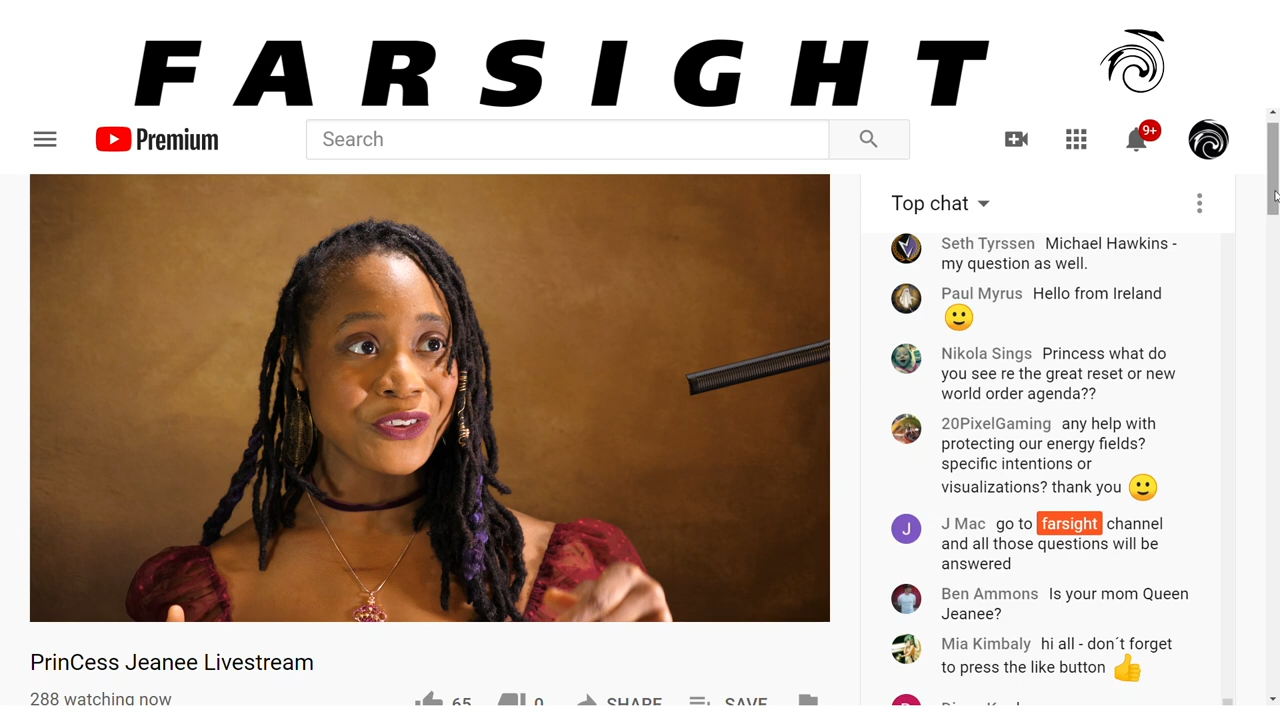 FARSIGHT
Premium
Search
9+
Top chat
Seth Tyrssen Michael Hawkins -
my question as well.
Paul Myrus Hello from Ireland
Nikola Sings Princess what do
you see re the great reset or new
world order agenda??
20PixelGaming any help with
protecting our energy fields?
specific intentions or
visualizations? thank you
J
J Mac go to farsight channel
and all those questions will be
answered
Ben Ammons Is your mom Queen
Jeanee?
Mia Kimbaly hi all - don´t forget
to press the like button
PrinCess Jeanee Livestream
288 watching now
65
0
SHARE
SAVE